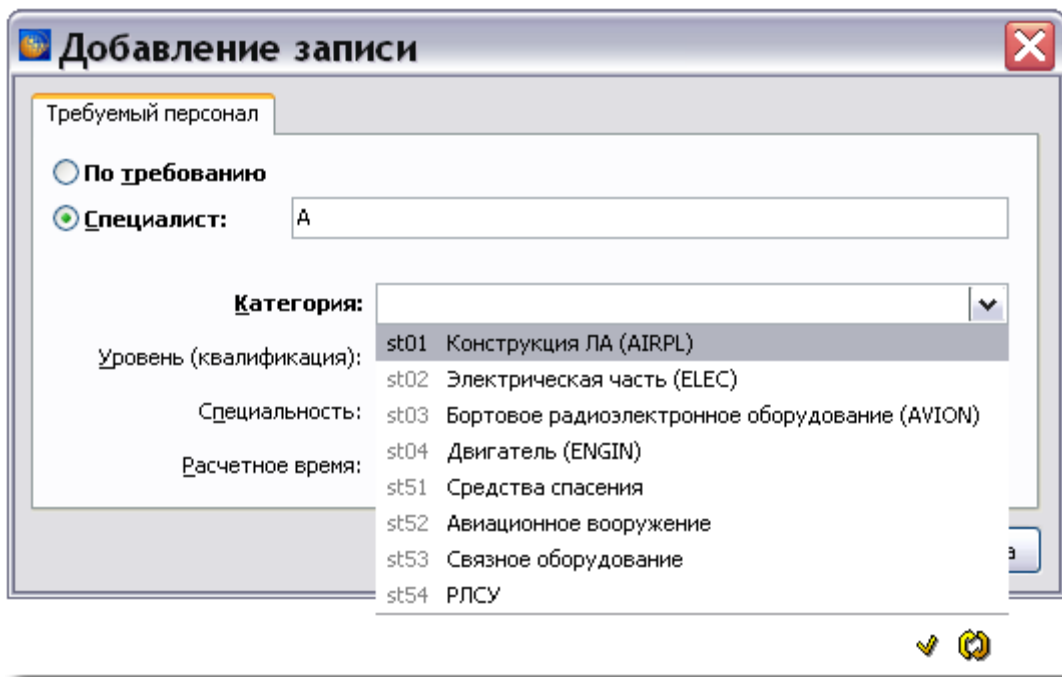 Добавление записи
Требуемый персонал
По требованию
Специалист: А
Категория:
st01 Конструкция ЛА (AIRPL)
Уровень (квалификация):
st02 Электрическая часть (ELEC)
Специальность:
st03 Бортовое радиоэлектронное оборудование (AVION)
st04 Двигатель (ENGIN)
Расчетное время:
st51 Средства спасения
st52 Авиационное вооружение
st53 Связное оборудование
st54 РЛСУ